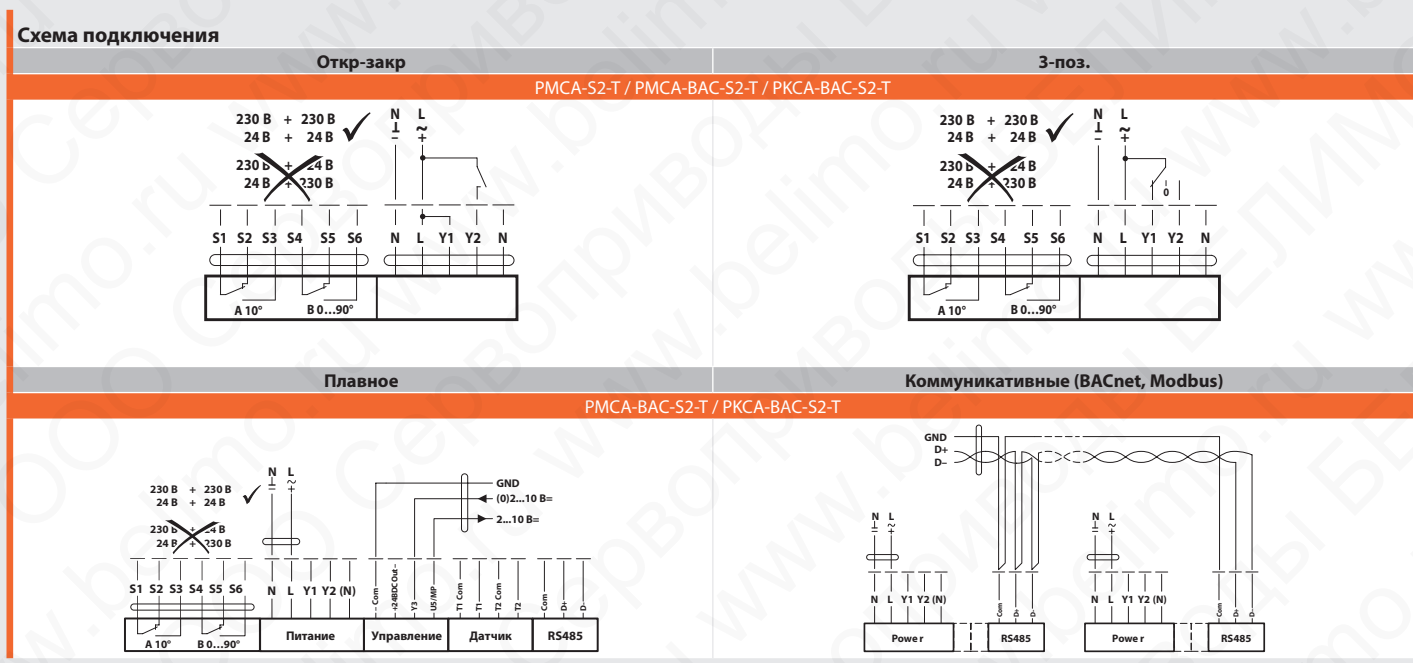 Схема подключения
Откр-закр
3-поз.
PMCA-S2-T / PMCA-BAC-S2-T / PKCA-BAC-S2-T
230 В + 230 В
24 В + 24 В
230 В + 24 В
24 В + 230 В
N L
S1 S2 S3 S4 S5 S6 N L Y1 Y2 N
A 10° B 0...90°
230 В + 230 В
24 В + 24 В
230 В + 24 В
24 В + 230 В
N L
0
S1 S2 S3 S4 S5 S6 N L Y1 Y2 N
A 10° B 0...90°
Плавное
Коммуникативные (BACnet, Modbus)
PMCA-BAC-S2-T / PKCA-BAC-S2-T
230 В + 230 В
24 В + 24 В
230 В + 24 В
24 В + 230 В
N L
GND
(0)2...10 В=
2...10 В=
S1 S2 S3 S4 S5 S6 N L Y1 Y2 (N)
– Com
+24BDC Out –
Y3
U5/MP
T1 Com
T1
T2 Com
T2
Com
D+
D-
A 10° B 0...90°
Питание
Управление
Датчик
RS485
GND
D+
D–
N L
N L Y1 Y2 (N)
Com
D+
D-
Power
RS485
N L
N L Y1 Y2 (N)
Com
D+
D-
Power
RS485